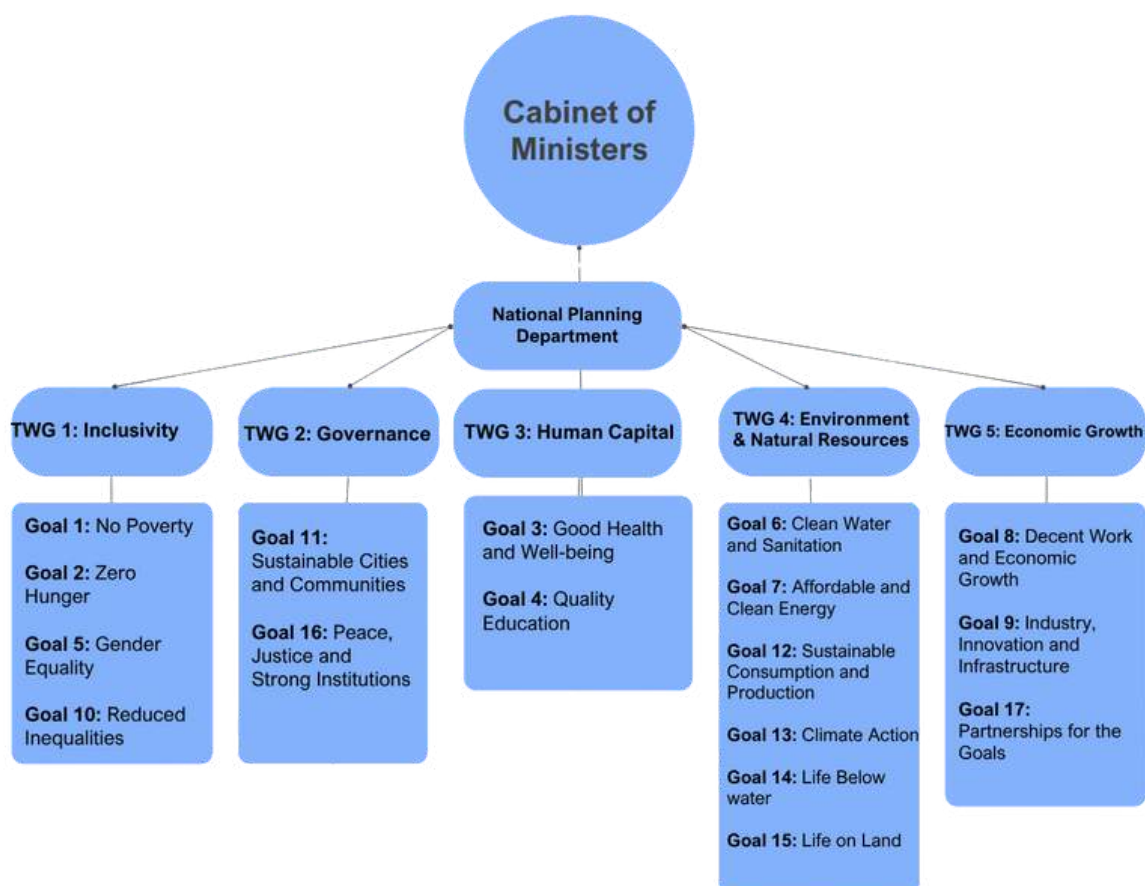 Cabinet of
Ministers
National Planning
Department
TWG 1: Inclusivity
TWG 2: Governance
TWG 3: Human Capital
TWG 4: Environment
& Natural Resources
TWG 5: Economic Growth
Goal 1: No Poverty
Goal 2: Zero
Hunger
Goal 5: Gender
Equality
Goal 10: Reduced
Inequalities
Goal 11:
Sustainable Cities
and Communities
Goal 16: Peace,
Justice and
Strong Institutions
Goal 3: Good Health
and Well-being
Goal 4: Quality
Education
Goal 6: Clean Water
and Sanitation
Goal 7: Affordable and
Clean Energy
Goal 12: Sustainable
Consumption and
Production
Goal 13: Climate Action
Goal 14: Life Below
water
Goal 15: Life on Land
Goal 8: Decent Work
and Economic
Growth
Goal 9: Industry,
Innovation and
Infrastructure
Goal 17:
Partnerships for the
Goals